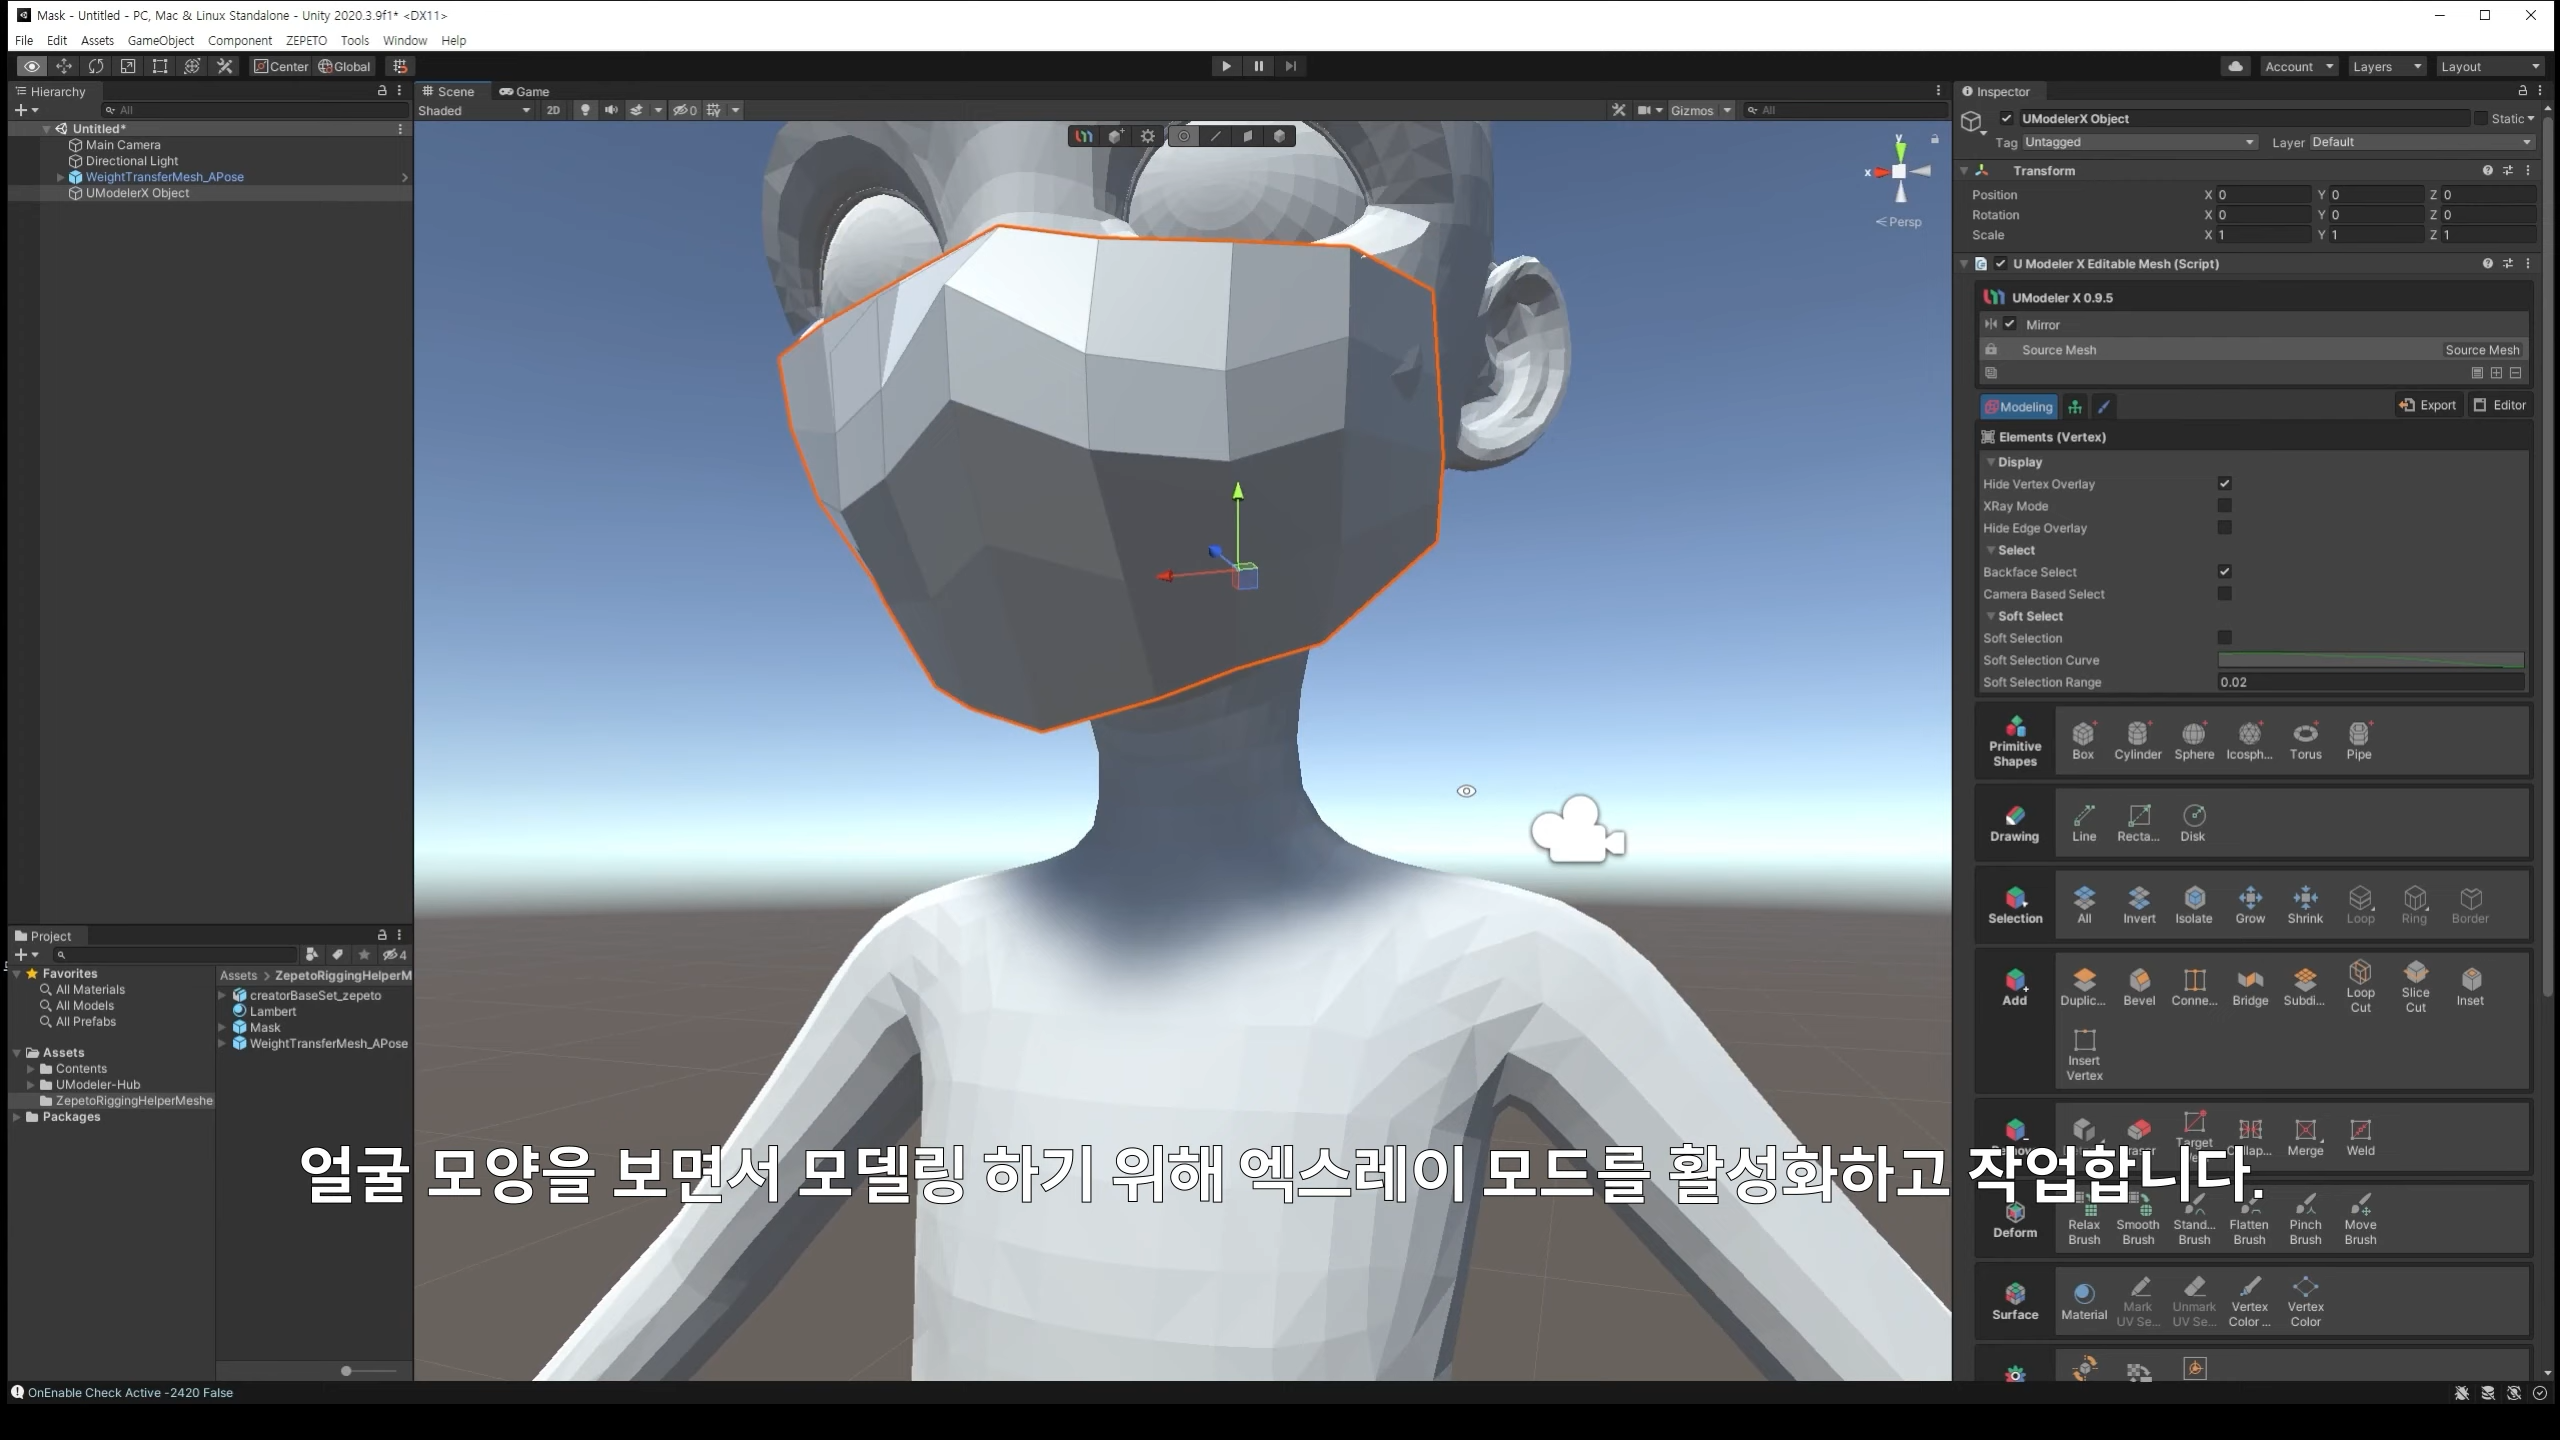 Mask - Untitled - PC, Mac & Linux Standalone - Unity 2020.3.9f1* <DX11>
File Edit Assets GameObject Component ZEPETO Tools Window Help
Center Global Account Layers Layout
Hierarchy
All
Untitled*
Main Camera
Directional Light
WeightTransferMesh_APose
UModelerX Object
Project
4
Favorites
All Materials
All Models
All Prefabs
Assets
Contents
UModeler-Hub
ZepetoRiggingHelperMeshe
Packages
Assets > ZepetoRiggingHelperM
creatorBaseSet_zepeto
Lambert
Mask
WeightTransferMesh_APose
Scene Game
Shaded 2D 0 Gizmos All
y
x
< Persp
Inspector
UModelerX Object Static
Tag Untagged Layer Default
Transform
Position X 0 Y 0 Z 0
Rotation X 0 Y 0 Z 0
Scale X 1 Y 1 Z 1
U Modeler X Editable Mesh (Script)
UModeler X 0.9.5
Mirror
Source Mesh Source Mesh
Modeling Export Editor
Elements (Vertex)
Display
Hide Vertex Overlay
XRay Mode
Hide Edge Overlay
Select
Backface Select
Camera Based Select
Soft Select
Soft Selection
Soft Selection Curve
Soft Selection Range 0.02
Primitive Shapes Box Cylinder Sphere Icosph... Torus Pipe
Drawing Line Recta... Disk
Selection All Invert Isolate Grow Shrink Loop Ring Border
Add Duplic... Bevel Conne... Bridge Subdi... Loop Cut Slice Cut Inset
Insert Vertex
Target Merge Weld
얼굴 모양을 보면서 모델링 하기 위해 엑스레이 모드를 활성화하고 작업합니다.
Deform Relax Brush Smooth Brush Stand... Brush Flatten Brush Pinch Brush Move Brush
Surface Material Mark UV Se... Unmark UV Se... Vertex Color ... Vertex Color
OnEnable Check Active -2420 False